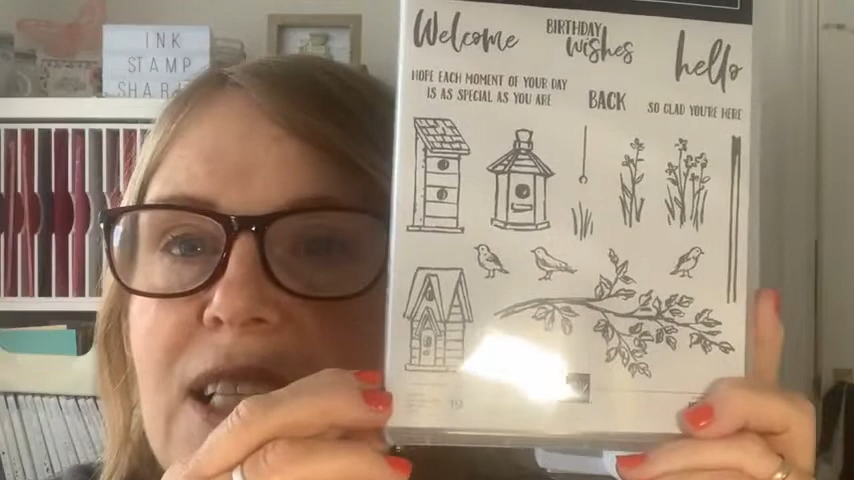 INK
STAMP
Welcome
BIRTHDAY
wishes
hello
HOPE EACH MOMENT OF YOUR DAY
IS AS SPECIAL AS YOU ARE
BACK
SO GLAD YOU'RE HERE
19